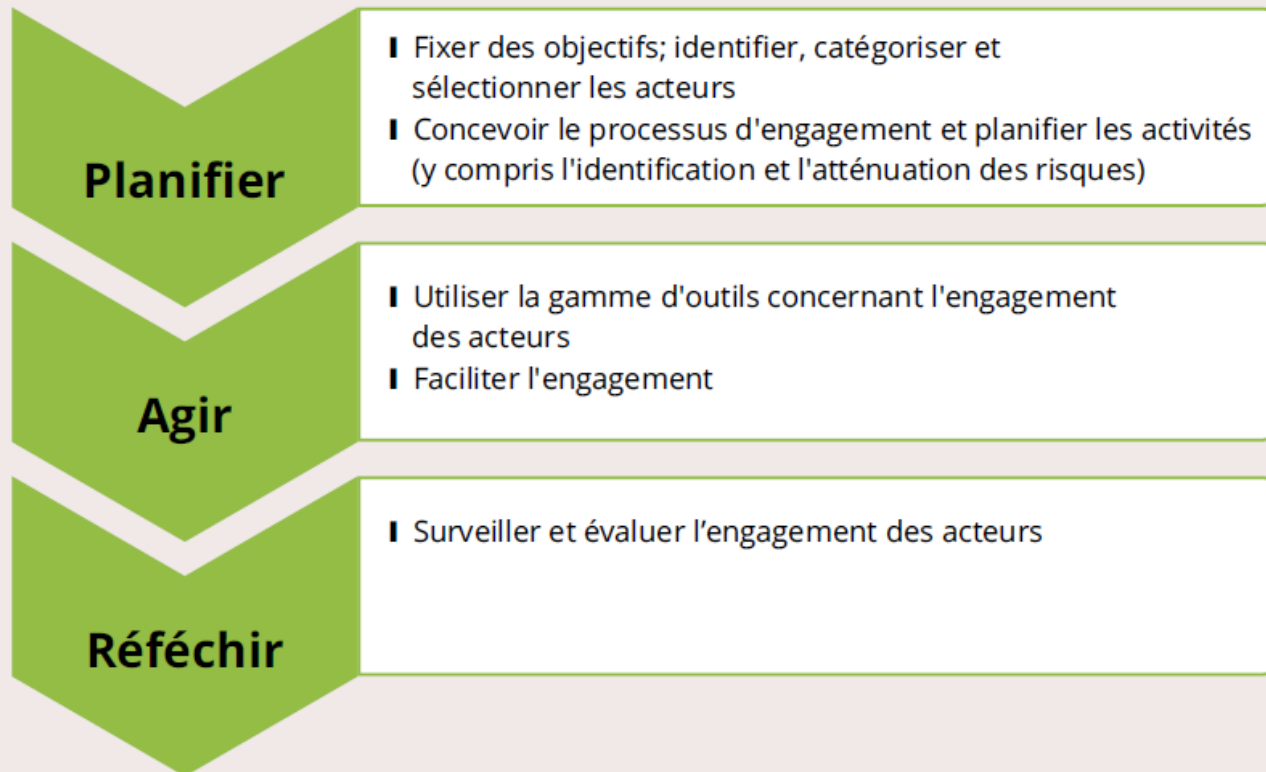 Planifier
▌ Fixer des objectifs; identifier, catégoriser et
sélectionner les acteurs
▌ Concevoir le processus d'engagement et planifier les activités
(y compris l'identification et l'atténuation des risques)
Agir
▌ Utiliser la gamme d'outils concernant l'engagement
des acteurs
▌ Faciliter l'engagement
Réféchir
▌ Surveiller et évaluer l’engagement des acteurs